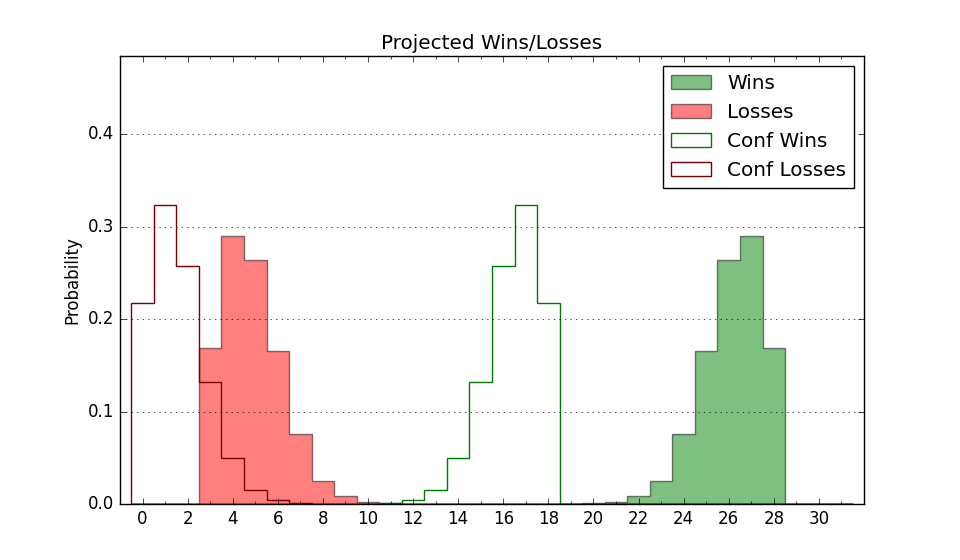 Projected Wins/Losses
Wins
Losses
Conf Wins
Conf Losses
Probability
0.4
0.3
0.2
0.1
0.0
0 2 4 6 8 10 12 14 16 18 20 22 24 26 28 30